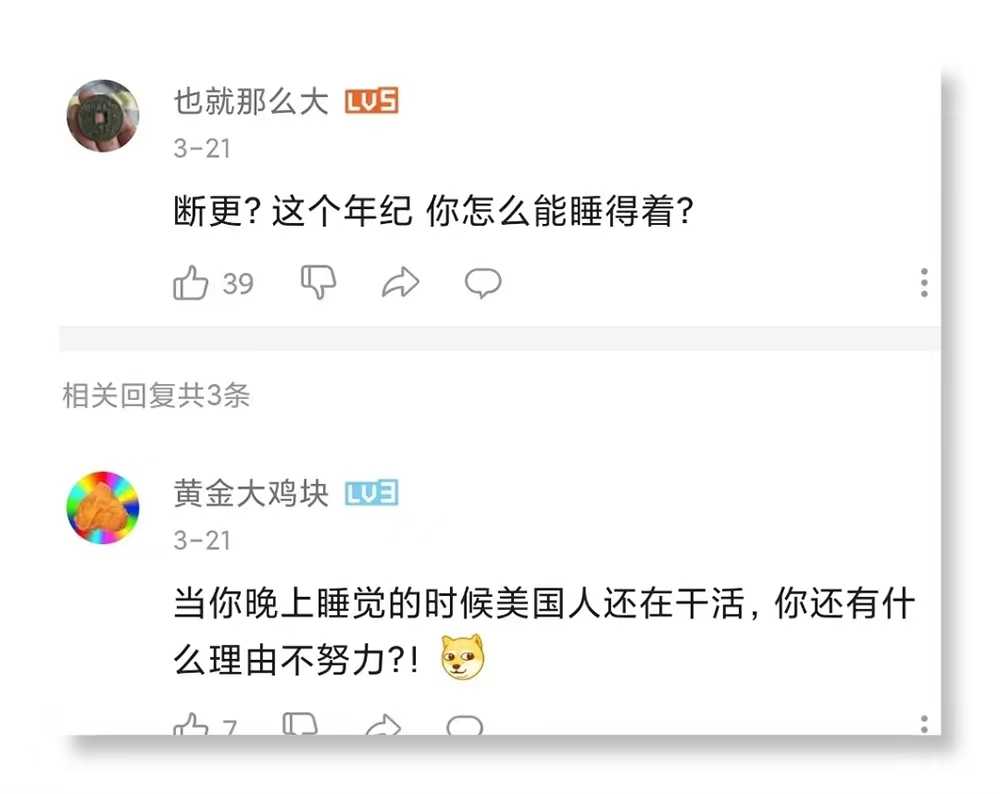 也就那么大 LV5
3-21
断更? 这个年纪 你怎么能睡得着?
39
相关回复共3条
黄金大鸡块 LV3
3-21
当你晚上睡觉的时候美国人还在干活, 你还有什
么理由不努力?!
7